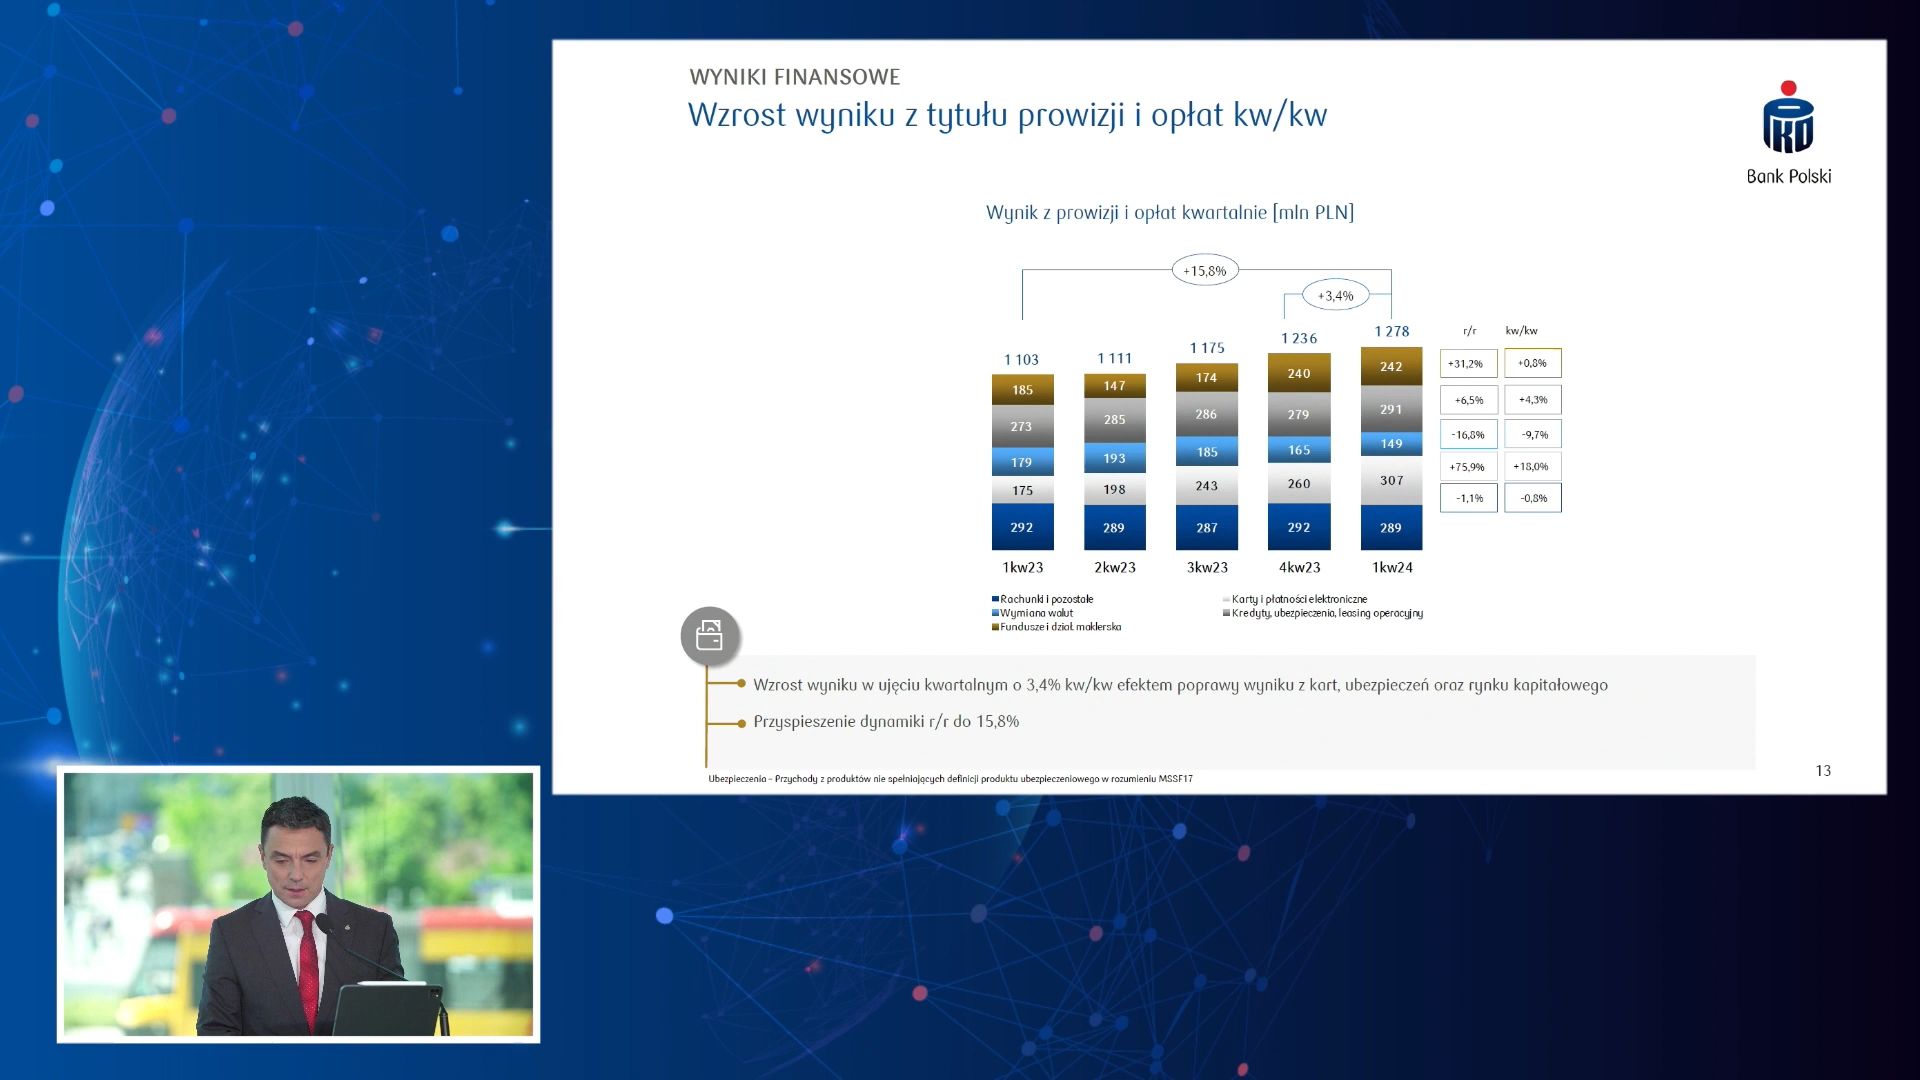 WYNIKI FINANSOWE
Wzrost wyniku z tytułu prowizji i opłat kw/kw
PKO
Bank Polski
Wynik z prowizji i opłat kwartalnie [mln PLN]
+15,8%
+3,4%
1 103 1 111 1 175 1 236 1 278 r/r kw/kw
185 147 174 240 242 +31,2% +0,8%
273 285 286 279 291 +6,5% +4,3%
179 193 185 165 149 -16,8% -9,7%
175 198 243 260 307 +75,9% +18,0%
292 289 287 292 289 -1,1% -0,8%
1kw23 2kw23 3kw23 4kw23 1kw24
Rachunki i pozostałe Karty i płatności elektroniczne
Wymiana walut Kredyty, ubezpieczenia, leasing operacyjny
Fundusze i dział. maklerska
Wzrost wyniku w ujęciu kwartalnym o 3,4% kw/kw efektem poprawy wyniku z kart, ubezpieczeń oraz rynku kapitałowego
Przyspieszenie dynamiki r/r do 15,8%
Ubezpieczenia – Przychody z produktów nie spełniających definicji produktu ubezpieczeniowego w rozumieniu MSSF17
13